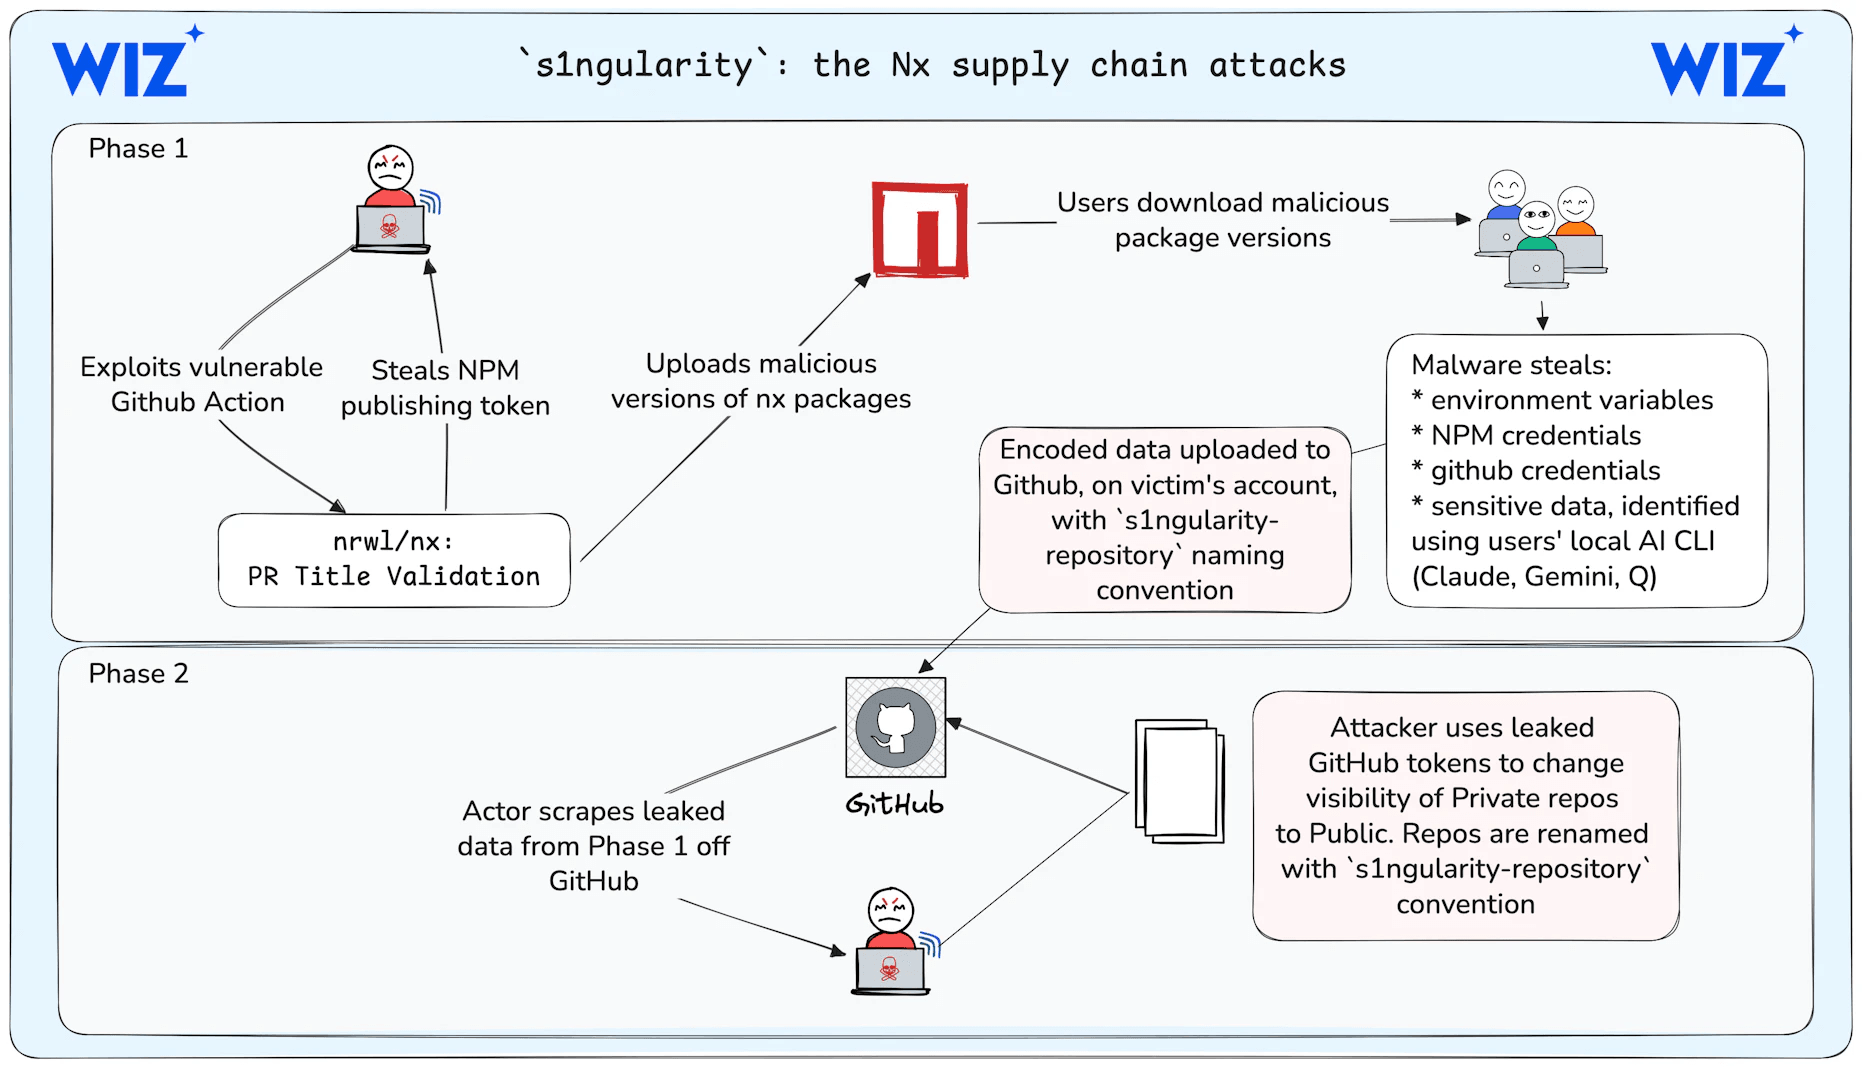 WIZ
`s1ngularity`: the Nx supply chain attacks
WIZ
Phase 1
Exploits vulnerable
Github Action
Steals NPM
publishing token
nrwl/nx:
PR Title Validation
Uploads malicious
versions of nx packages
Users download malicious
package versions
Malware steals:
* environment variables
* NPM credentials
* github credentials
* sensitive data, identified
using users' local AI CLI
(Claude, Gemini, Q)
Encoded data uploaded to
Github, on victim's account,
with `s1ngularity-
repository` naming
convention
Phase 2
GitHub
Actor scrapes leaked
data from Phase 1 off
GitHub
Attacker uses leaked
GitHub tokens to change
visibility of Private repos
to Public. Repos are renamed
with `s1ngularity-repository`
convention